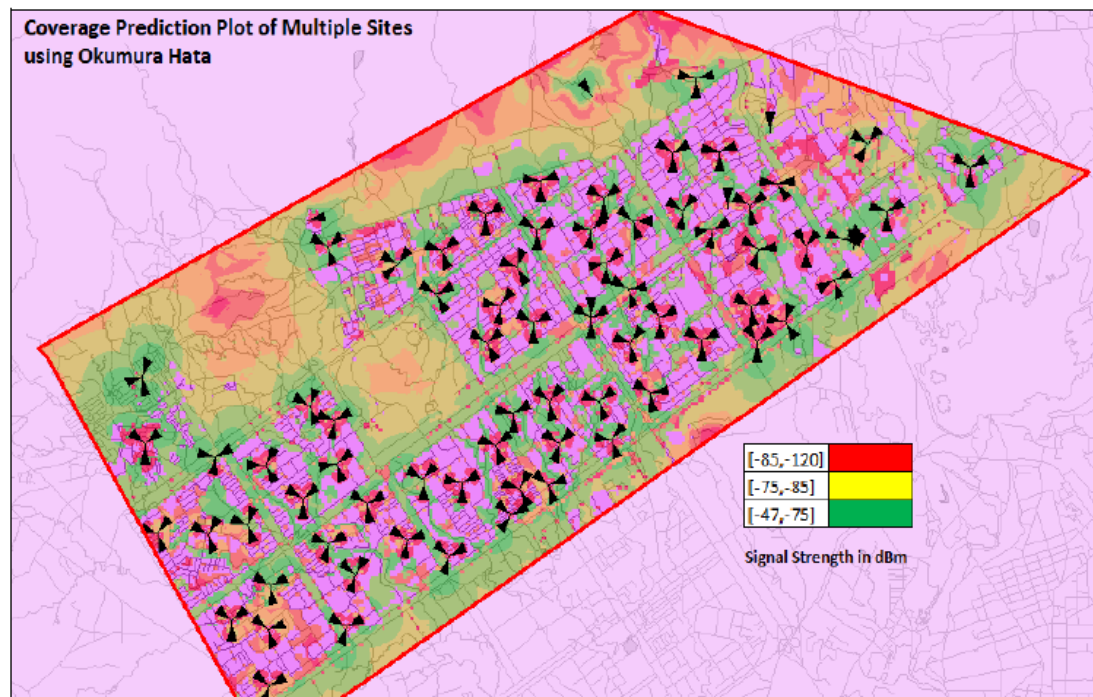 Coverage Prediction Plot of Multiple Sites
using Okumura Hata
[-85,-120]
[-75,-85]
[-47,-75]
Signal Strength in dBm